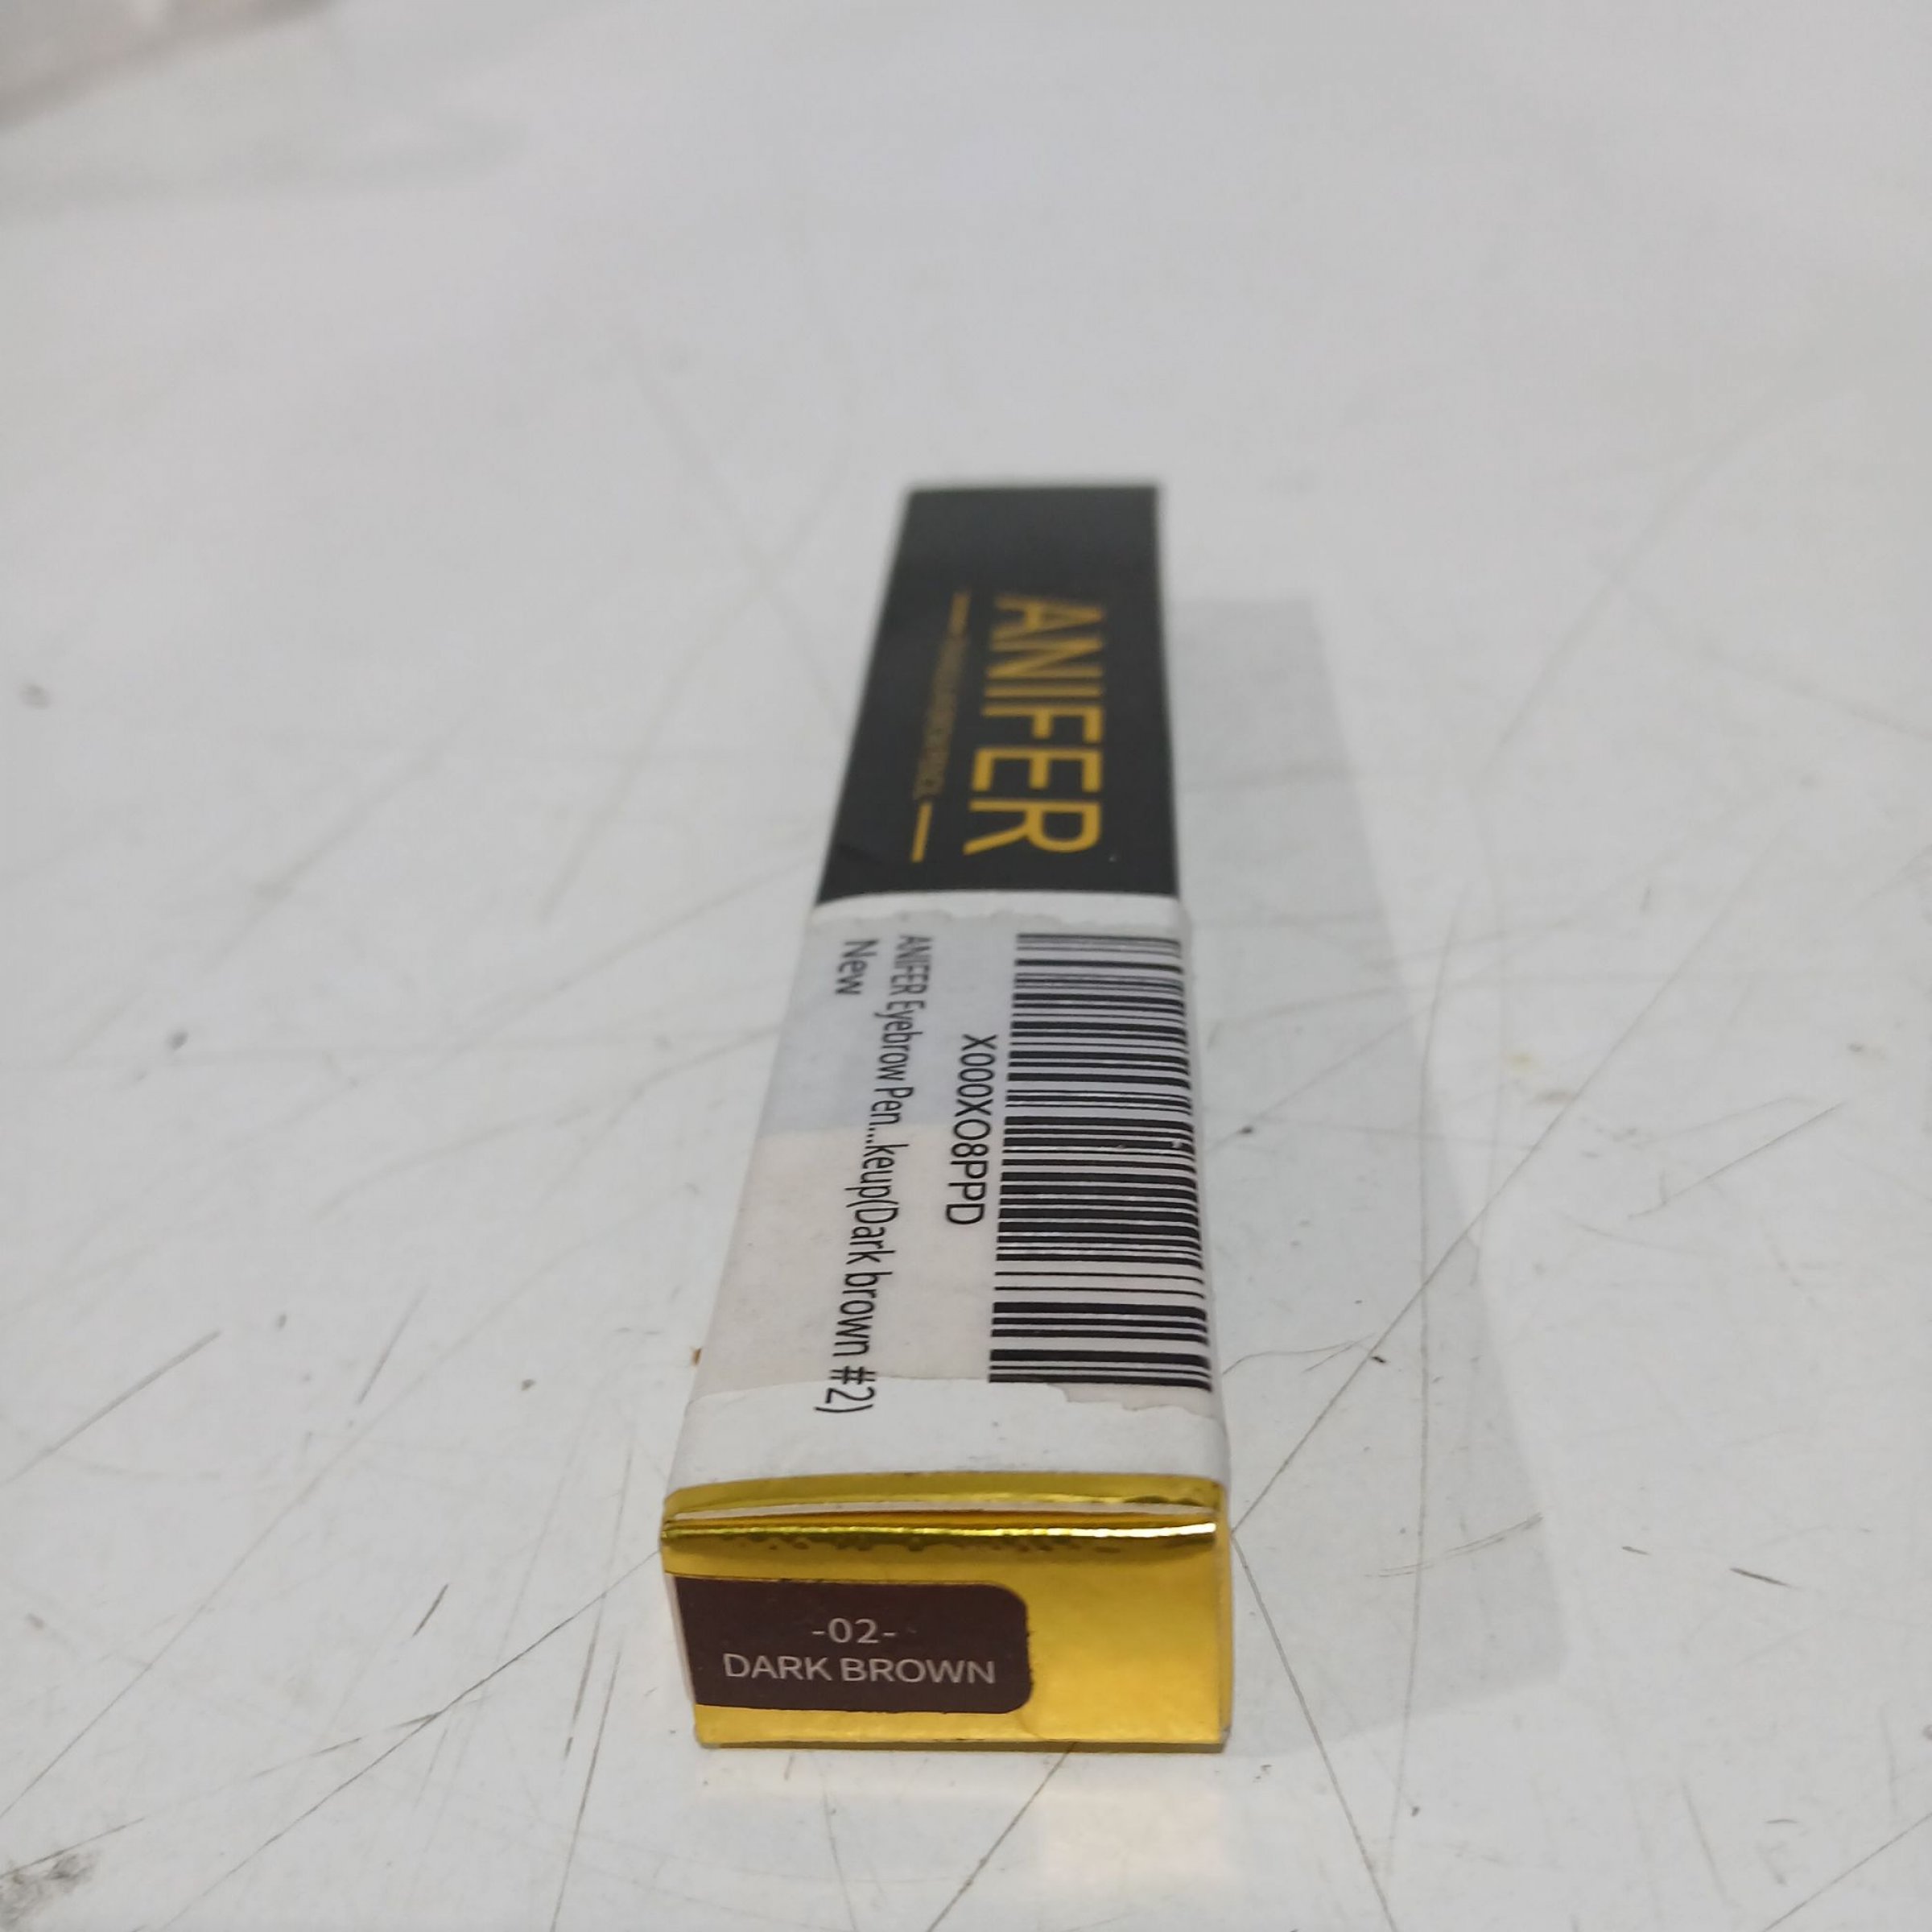 ANIFER
X000XO8PPD
ANIFER Eyebrow Pen...keup(Dark brown #2)
New
-02-
DARK BROWN